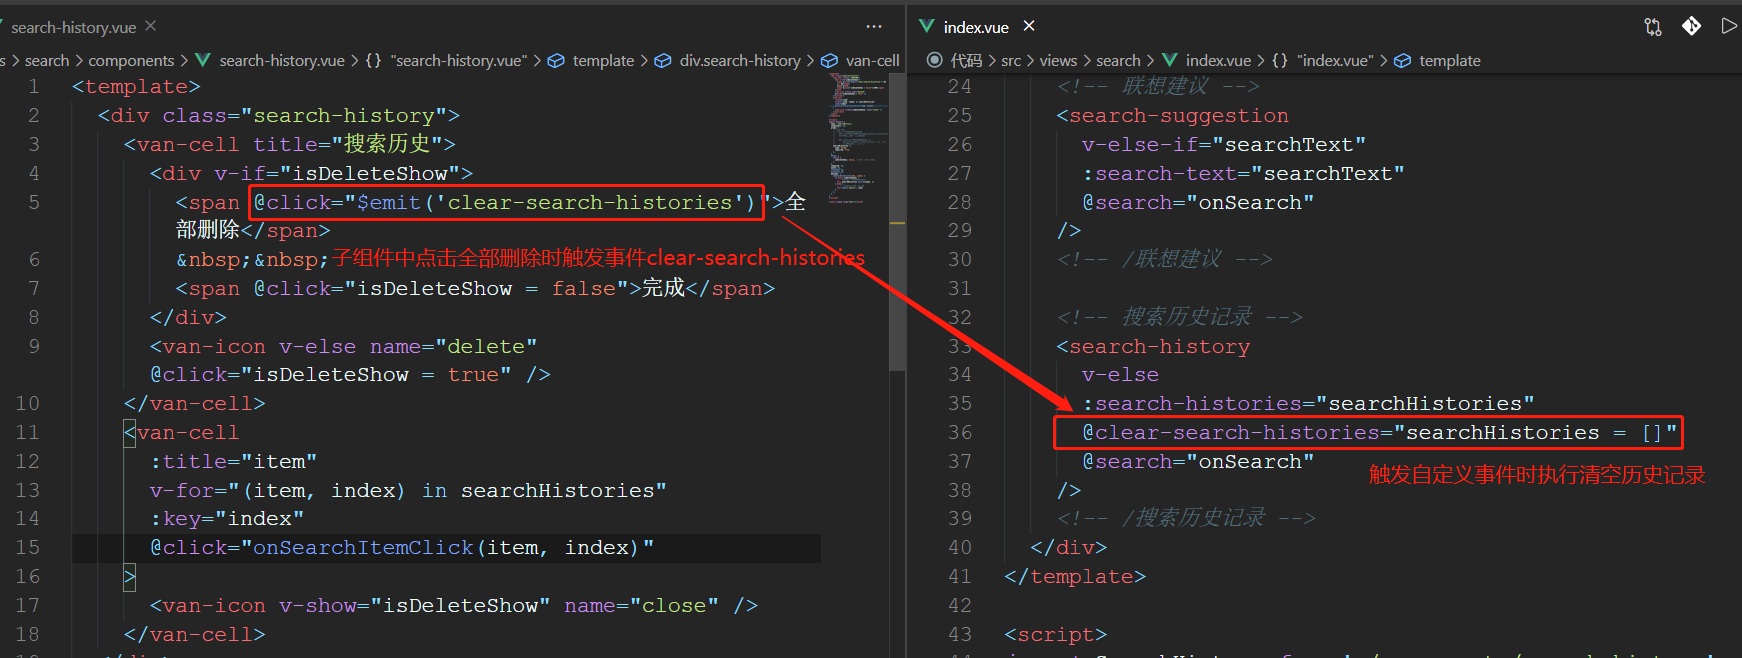 search-history.vue ×
s > search > components > search-history.vue > {} "search-history.vue" > template > div.search-history > van-cell
1 <template>
2 <div class="search-history">
3 <van-cell title="搜索历史">
4 <div v-if="isDeleteShow">
5 <span @click="$emit('clear-search-histories')">全
部删除</span>
6 &nbsp;&nbsp;子组件中点击全部删除时触发事件clear-search-histories
7 <span @click="isDeleteShow = false">完成</span>
8 </div>
9 <van-icon v-else name="delete"
@click="isDeleteShow = true" />
10 </van-cell>
11 <van-cell
12 :title="item"
13 v-for="(item, index) in searchHistories"
14 :key="index"
15 @click="onSearchItemClick(item, index)"
16 >
17 <van-icon v-show="isDeleteShow" name="close" />
18 </van-cell>
index.vue ×
代码 > src > views > search > index.vue > {} "index.vue" > template
24 <!-- 联想建议 -->
25 <search-suggestion
26 v-else-if="searchText"
27 :search-text="searchText"
28 @search="onSearch"
29 />
30 <!-- /联想建议 -->
31
32 <!-- 搜索历史记录 -->
33 <search-history
34 v-else
35 :search-histories="searchHistories"
36 @clear-search-histories="searchHistories = []"
37 @search="onSearch"
触发自定义事件时执行清空历史记录
38 />
39 <!-- /搜索历史记录 -->
40 </div>
41 </template>
42
43 <script>